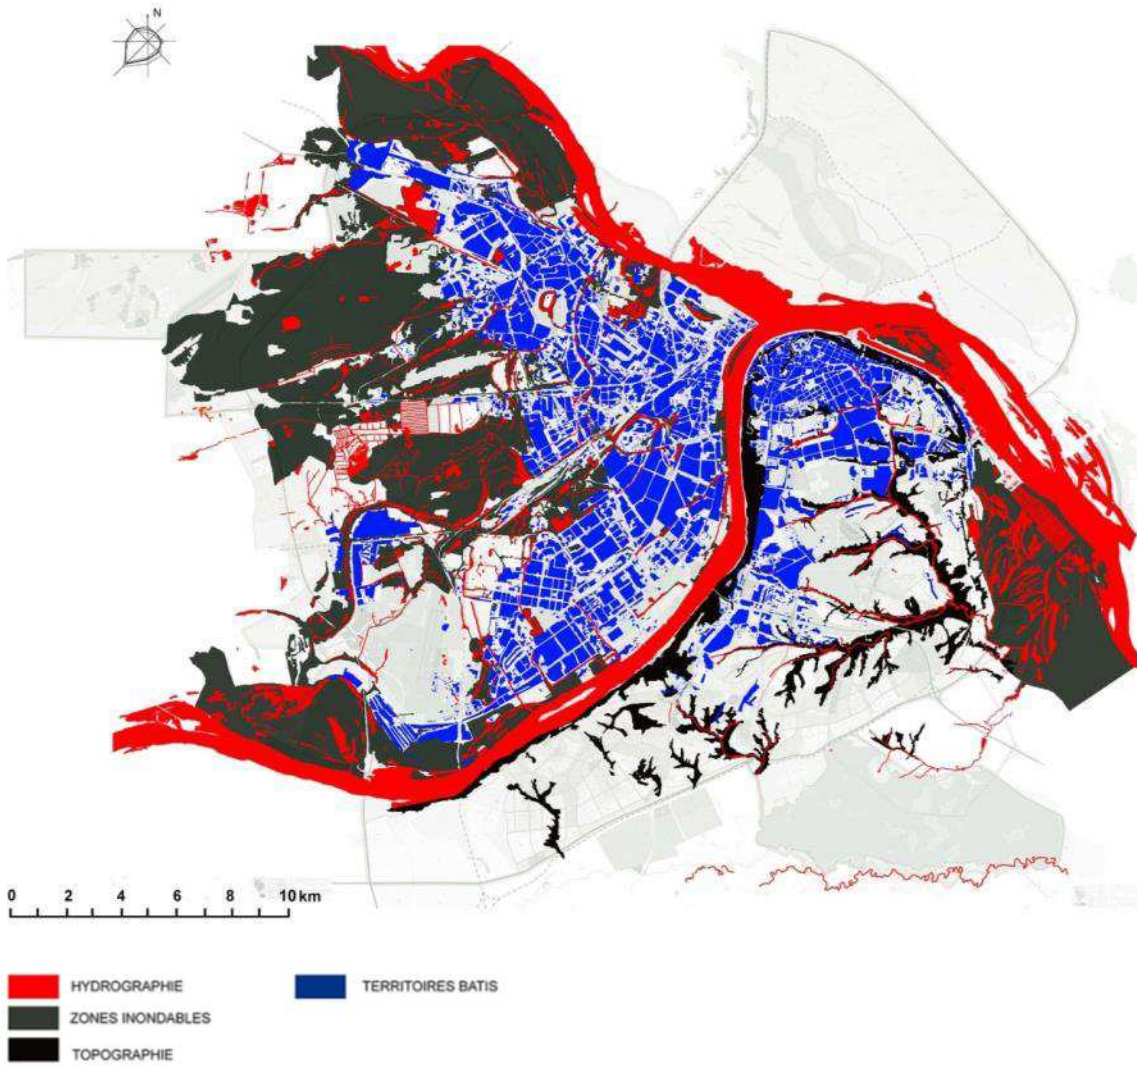 N
0 2 4 6 8 10 km
HYDROGRAPHIE TERRITOIRES BATIS
ZONES INONDABLES
TOPOGRAPHIE